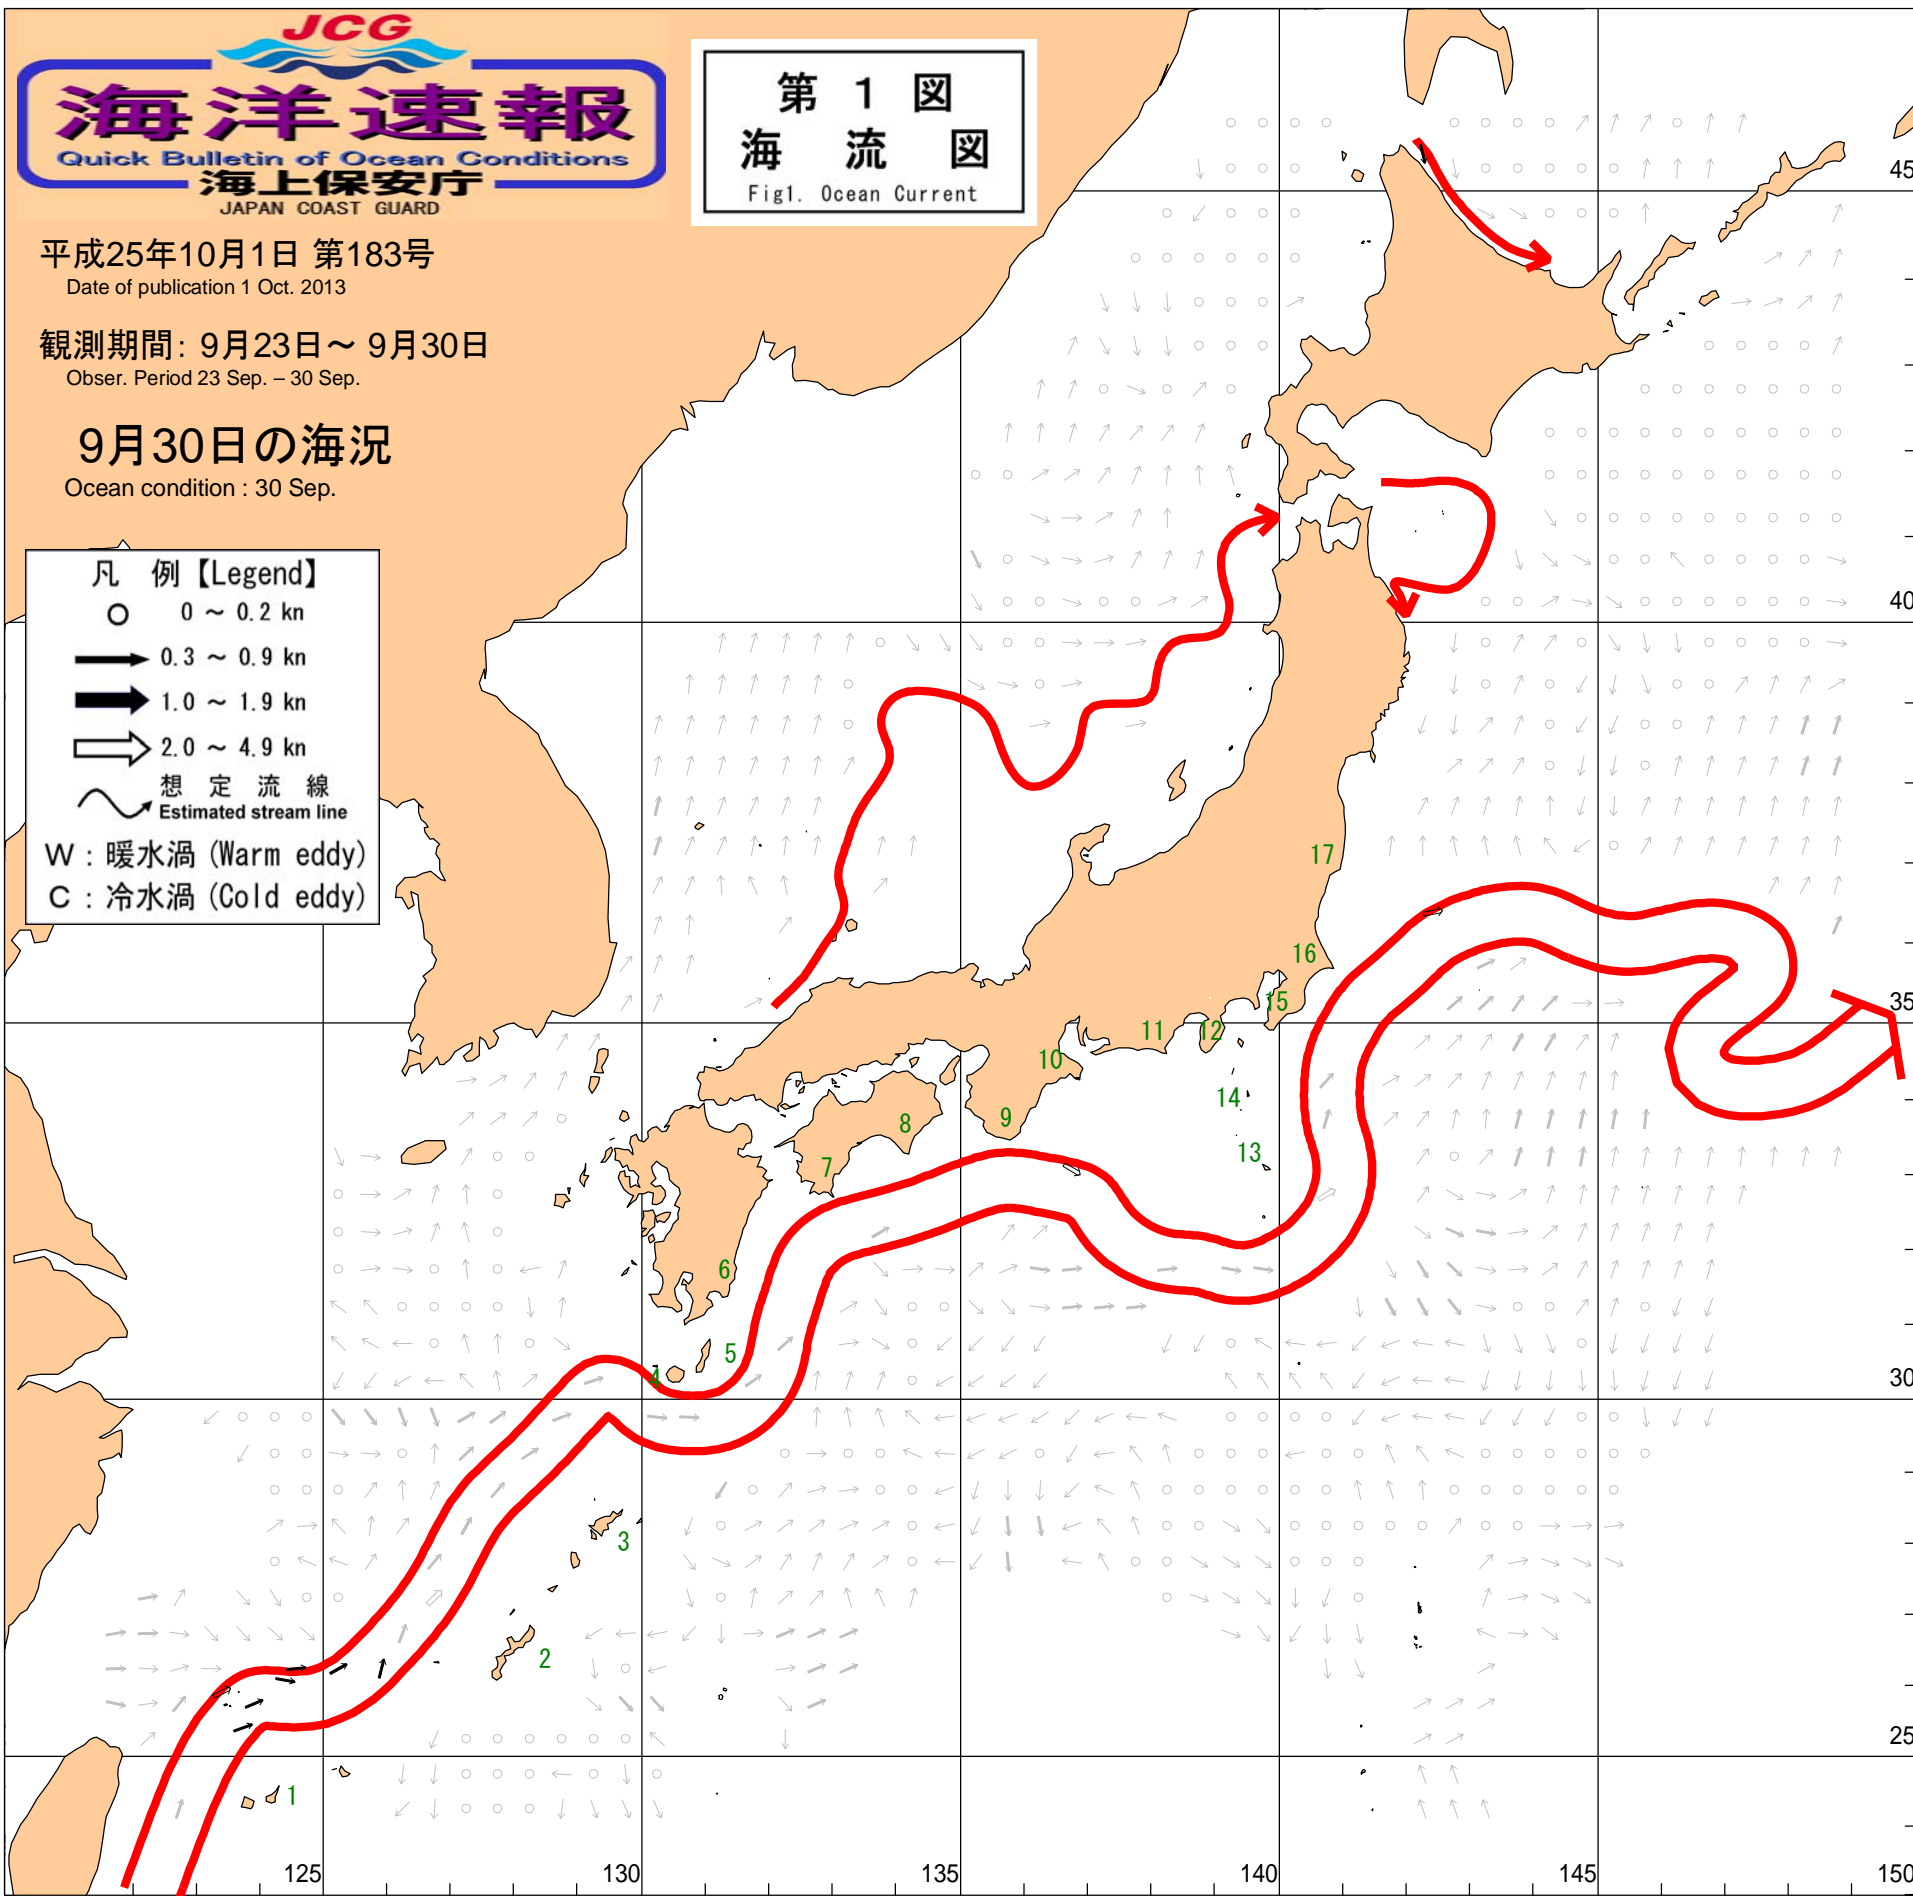 JCG
海洋速報
Quick Bulletin of Ocean Conditions
海上保安庁
JAPAN COAST GUARD
第 1 図
海 流 図
Fig1. Ocean Current
平成25年10月1日 第183号
Date of publication 1 Oct. 2013
観測期間: 9月23日～ 9月30日
Obser. Period 23 Sep. – 30 Sep.
9月30日の海況
Ocean condition : 30 Sep.
凡 例【Legend】
0 ～ 0.2 kn
0.3 ～ 0.9 kn
1.0 ～ 1.9 kn
2.0 ～ 4.9 kn
想 定 流 線
Estimated stream line
W : 暖水渦 (Warm eddy)
C : 冷水渦 (Cold eddy)
45
40
17
16
35
15
12
11
10
14
9
8
13
7
6
5
4
30
3
2
25
1
125
130
135
140
145
150